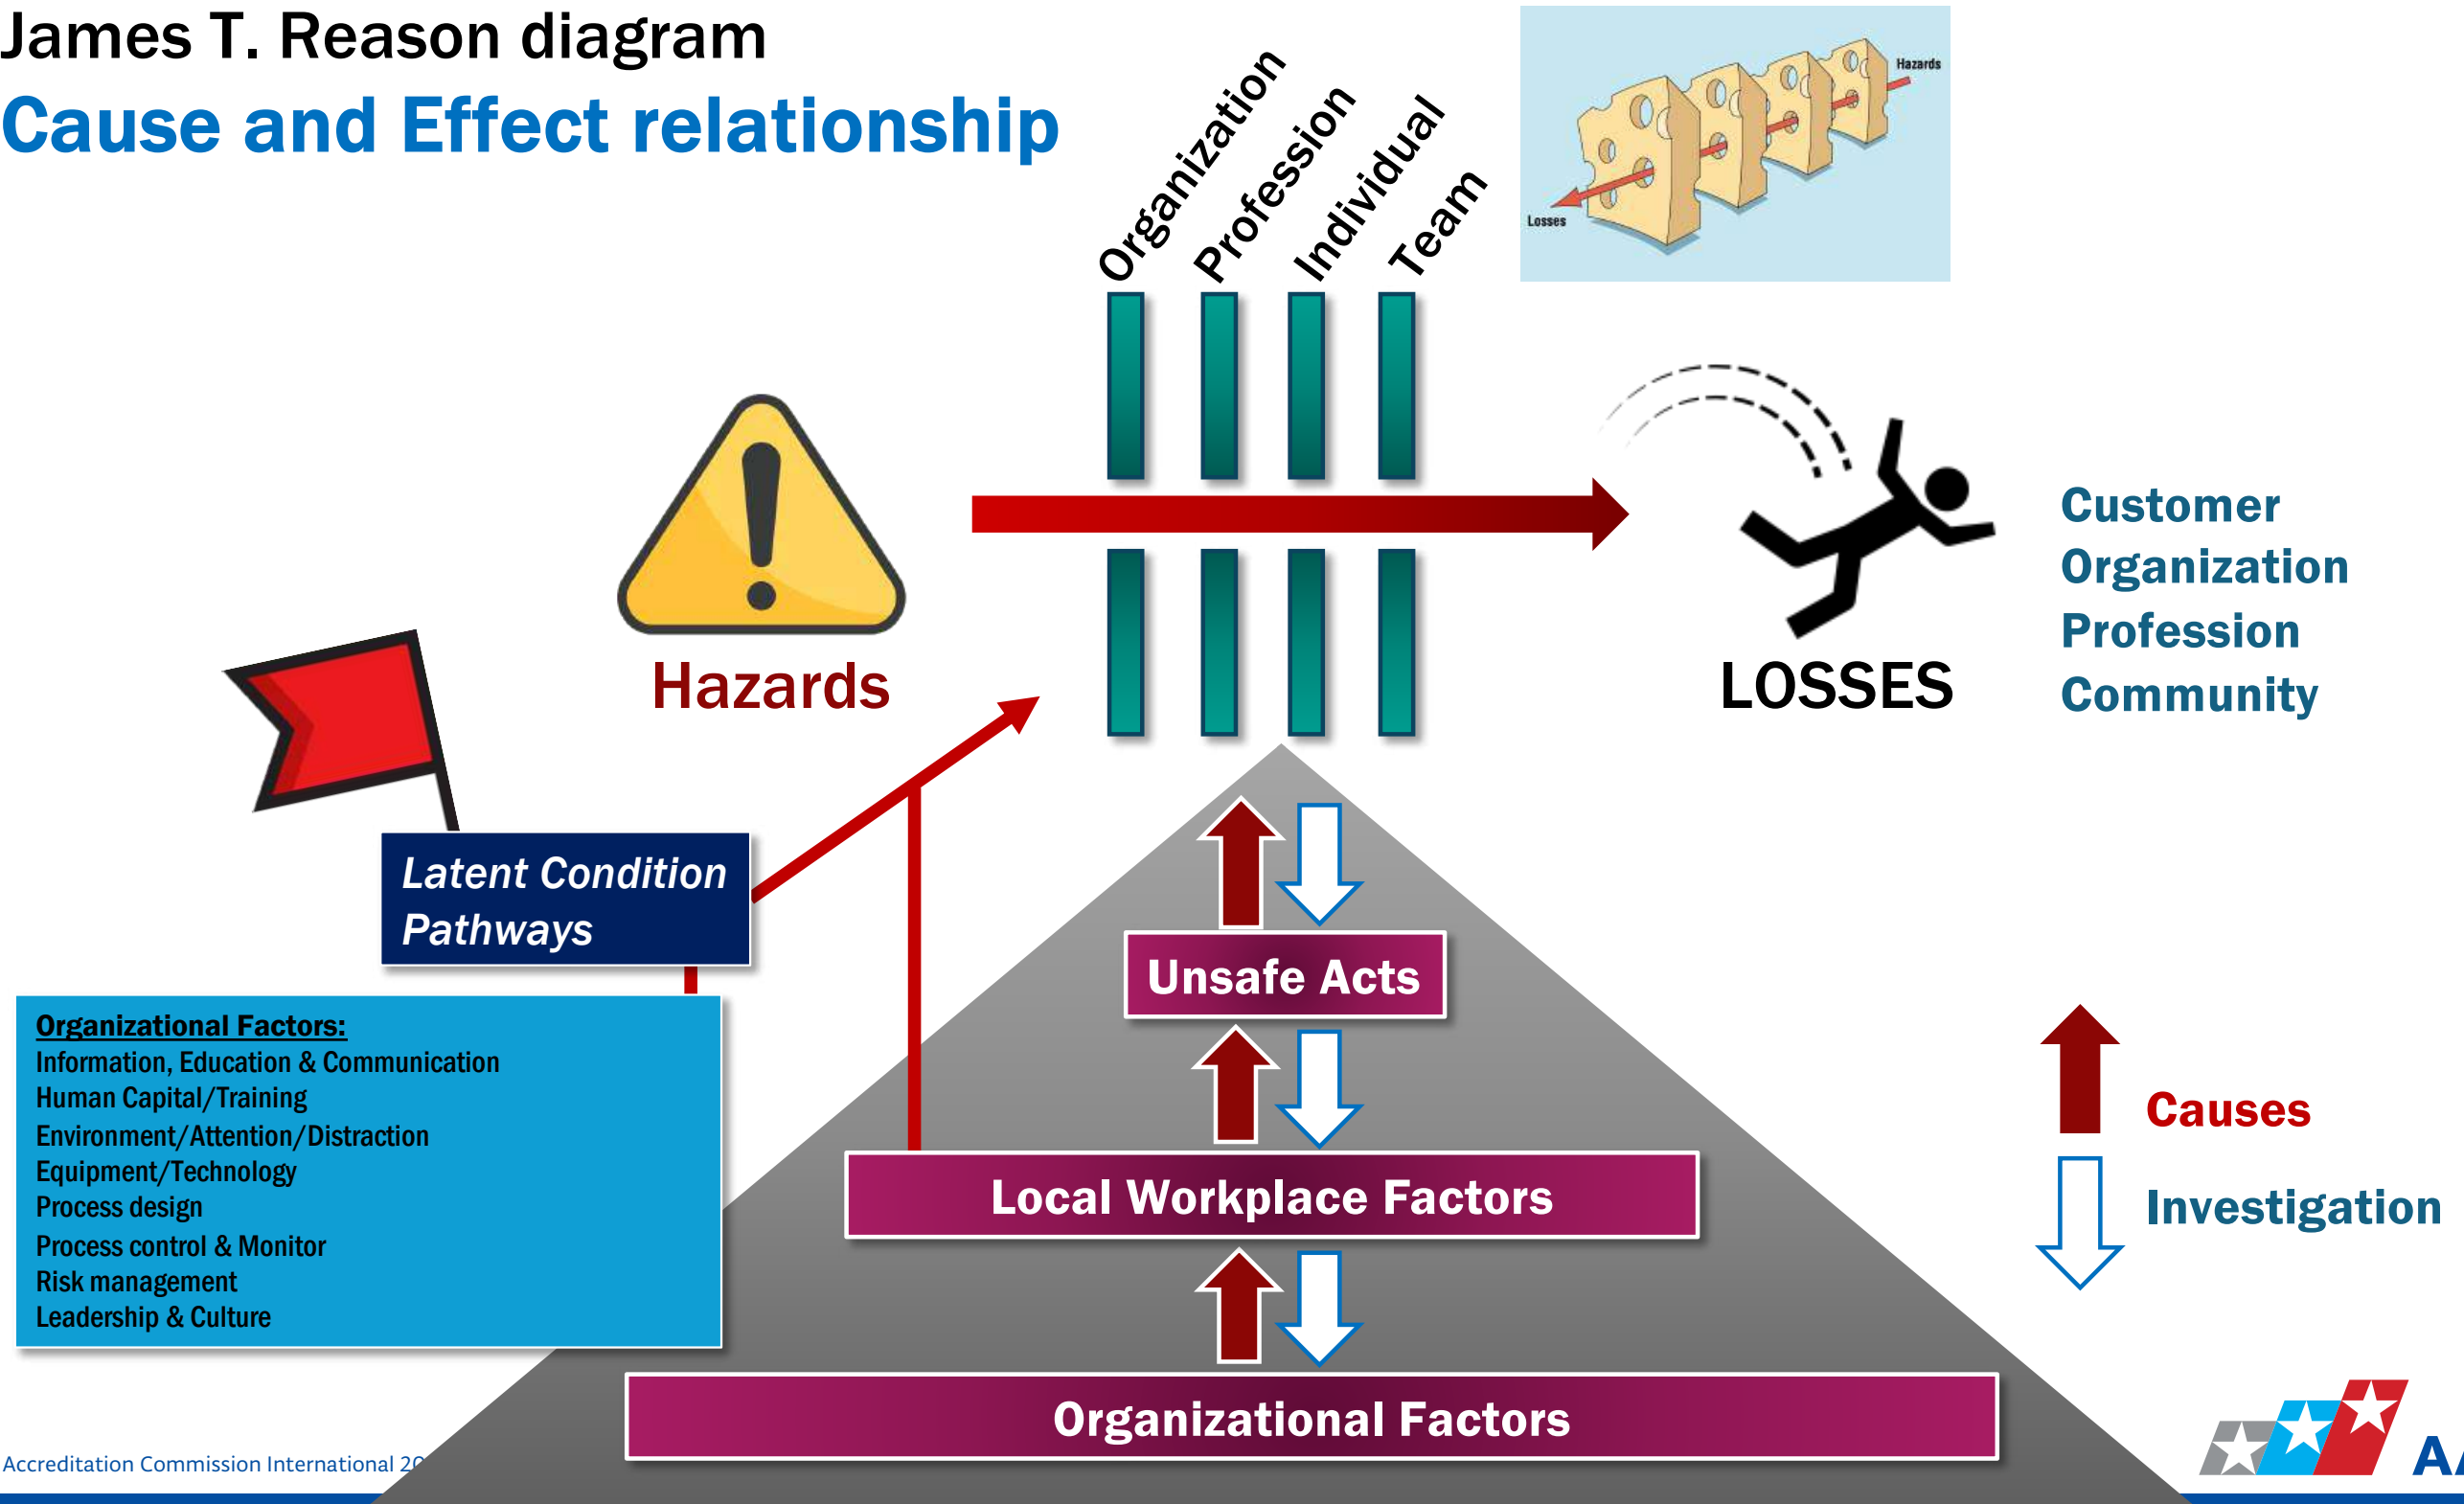 James T. Reason diagram
Cause and Effect relationship
Organization
Profession
Individual
Team
Hazards
Losses
Hazards
LOSSES
Customer
Organization
Profession
Community
Latent Condition
Pathways
Organizational Factors:
Information, Education & Communication
Human Capital/Training
Environment/Attention/Distraction
Equipment/Technology
Process design
Process control & Monitor
Risk management
Leadership & Culture
Unsafe Acts
Local Workplace Factors
Organizational Factors
Causes
Investigation
Accreditation Commission International